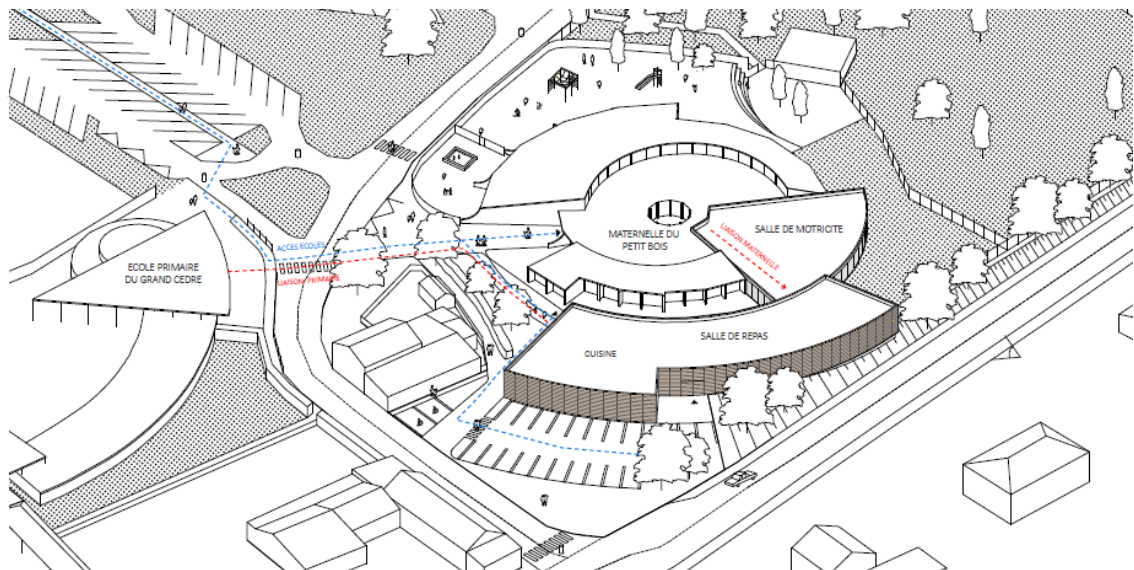 ACCES ECOLES
ECOLE PRIMAIRE
DU GRAND CEDRE
LIAISON PRIMAIRE
MATERNELLE DU
PETIT BOIS
LIAISON MATERNELLE
SALLE DE MOTRICITE
SALLE DE REPAS
CUISINE